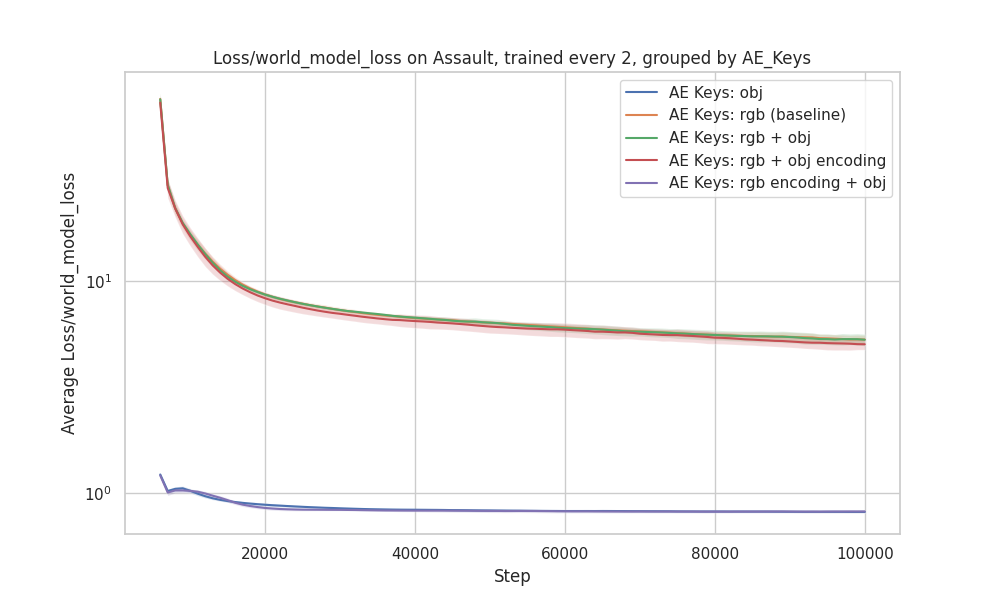 Loss/world_model_loss on Assault, trained every 2, grouped by AE_Keys
AE Keys: obj
AE Keys: rgb (baseline)
AE Keys: rgb + obj
AE Keys: rgb + obj encoding
AE Keys: rgb encoding + obj
Average Loss/world_model_loss
10¹
10⁰
20000 40000 60000 80000 100000
Step